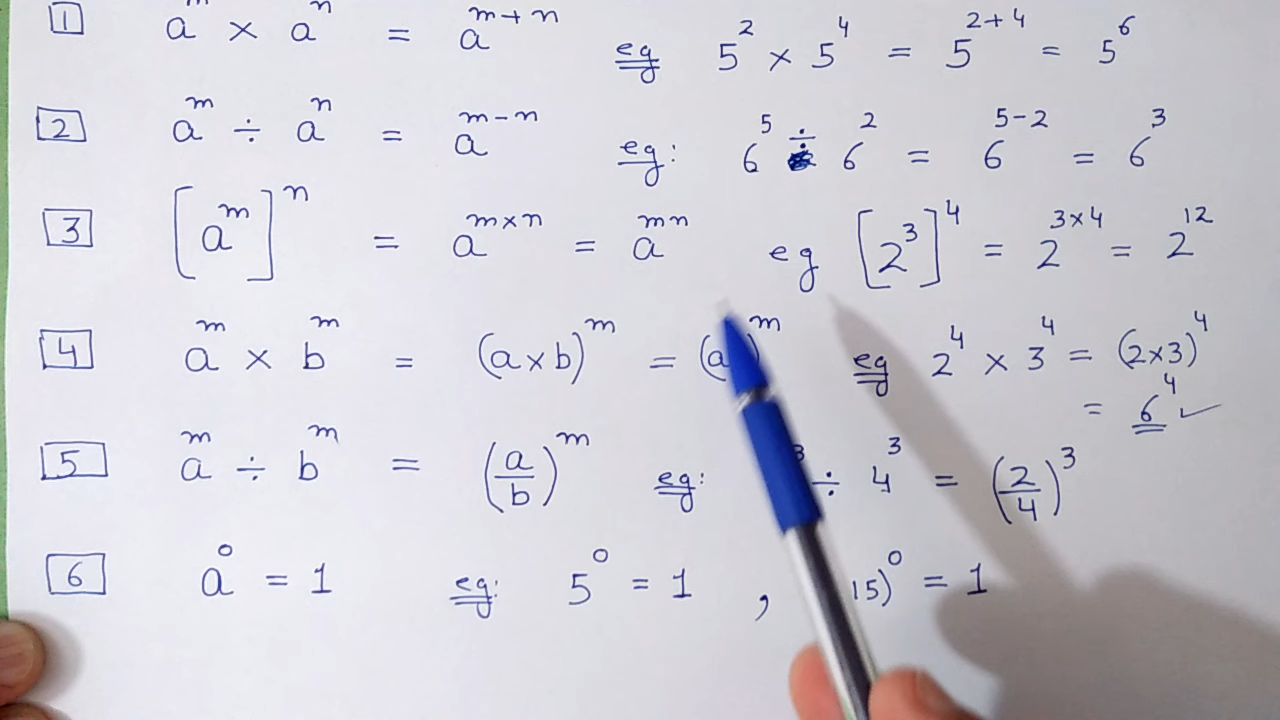 1 a^m × a^n = a^(m+n) eg 5^2 × 5^4 = 5^(2+4) = 5^6
2 a^m ÷ a^n = a^(m-n) eg: 6^5 ÷ 6^2 = 6^(5-2) = 6^3
3 [a^m]^n = a^(m×n) = a^(mn) eg [2^3]^4 = 2^(3×4) = 2^12
4 a^m × b^m = (a×b)^m = (a )^m eg 2^4 × 3^4 = (2×3)^4
= 6^4 ✓
5 a^m ÷ b^m = (a/b)^m eg: ^3 ÷ 4^3 = (2/4)^3
6 a^0 = 1 eg: 5^0 = 1 , 15)^0 = 1